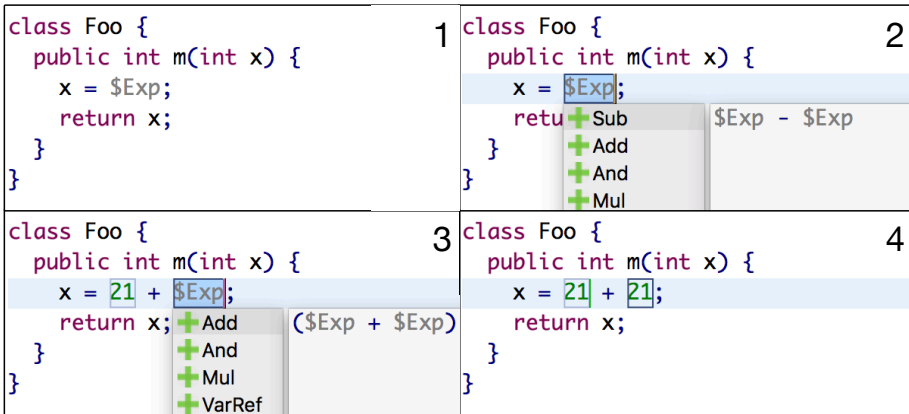 class Foo {
1
public int m(int x) {
x = $Exp;
return x;
}
}
class Foo {
2
public int m(int x) {
x = $Exp;
retu
Sub
$Exp - $Exp
}
Add
And
}
Mul
class Foo {
3
public int m(int x) {
x = 21 + $Exp;
return x;
Add
($Exp + $Exp)
}
And
}
Mul
VarRef
class Foo {
4
public int m(int x) {
x = 21 + 21;
return x;
}
}